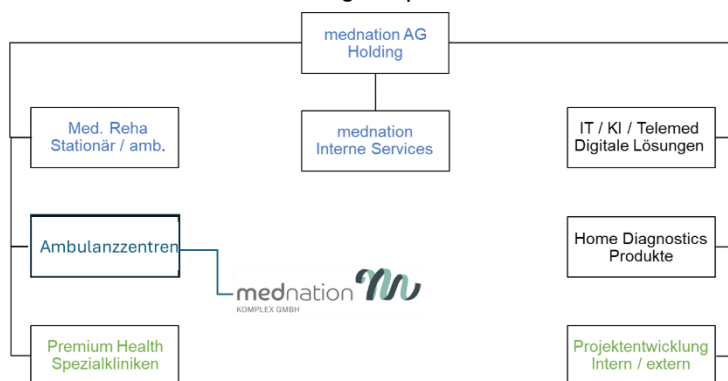 mednation AG
Holding
Med. Reha
Stationär / amb.
mednation
Interne Services
IT / KI / Telemed
Digitale Lösungen
Ambulanzzentren
Home Diagnostics
Produkte
mednation
KOMPLEX GMBH
Premium Health
Spezialkliniken
Projektentwicklung
Intern / extern